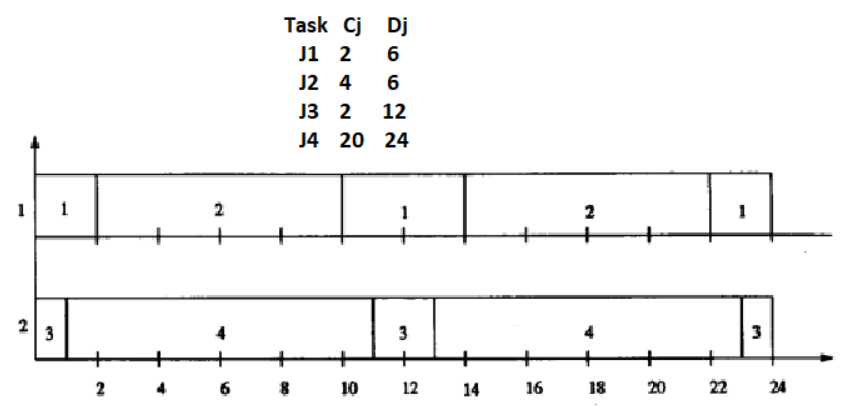 Task Cj Dj
J1 2 6
J2 4 6
J3 2 12
J4 20 24
1 1 2 1 2 1
2 3 4 3 4 3
2 4 6 8 10 12 14 16 18 20 22 24